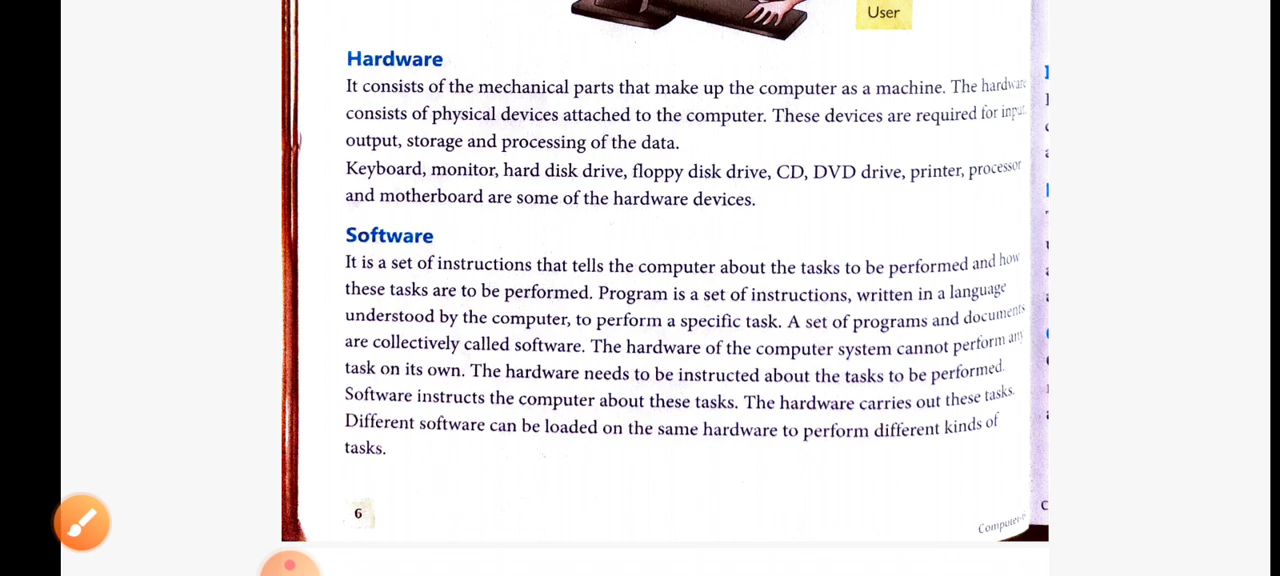 User
Hardware
It consists of the mechanical parts that make up the computer as a machine. The hardware
consists of physical devices attached to the computer. These devices are required for input,
output, storage and processing of the data.
Keyboard, monitor, hard disk drive, floppy disk drive, CD, DVD drive, printer, processor
and motherboard are some of the hardware devices.
Software
It is a set of instructions that tells the computer about the tasks to be performed and how
these tasks are to be performed. Program is a set of instructions, written in a language
understood by the computer, to perform a specific task. A set of programs and documents
are collectively called software. The hardware of the computer system cannot perform any
task on its own. The hardware needs to be instructed about the tasks to be performed.
Software instructs the computer about these tasks. The hardware carries out these tasks.
Different software can be loaded on the same hardware to perform different kinds of
tasks.
6